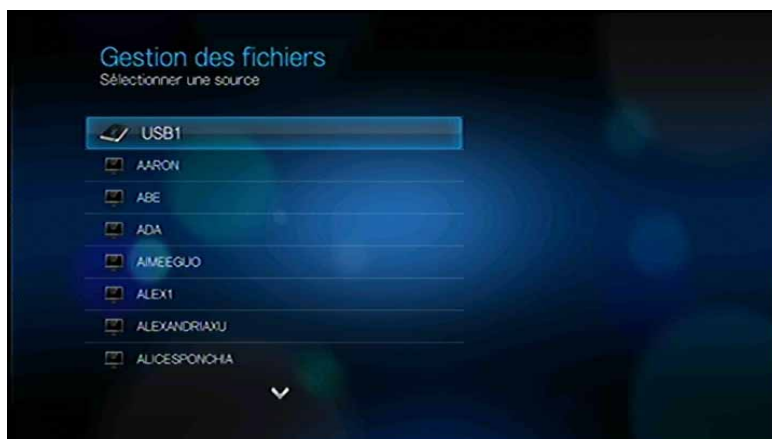 Gestion des fichiers
Sélectionner une source
USB1
AARON
ABE
ADA
AIMEEGUO
ALEX1
ALEXANDRIAXU
ALICESPONCHIA